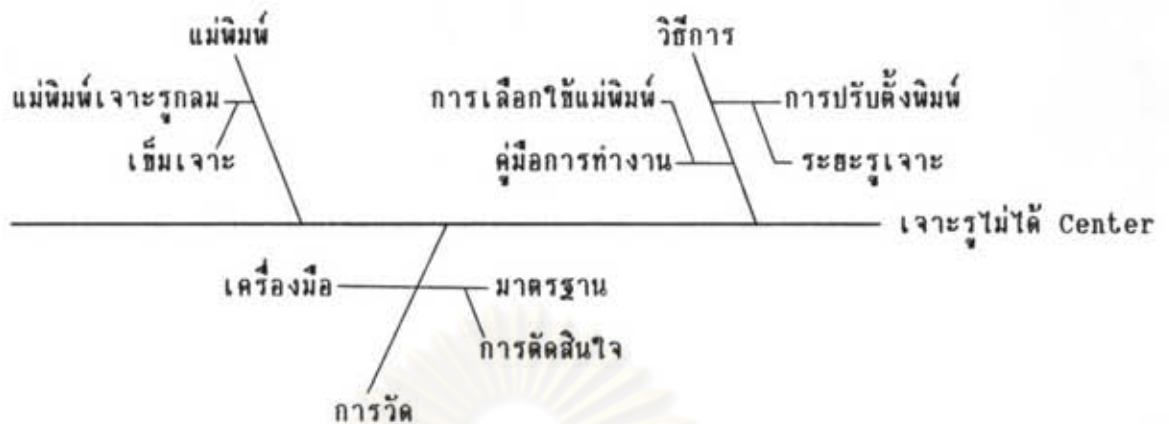 แม่พิมพ์
วิธีการ
แม่พิมพ์เจาะรูกลม
การเลือกใช้แม่พิมพ์
การปรับตั้งพิมพ์
เข็มเจาะ
คู่มือการทำงาน
ระยะรูเจาะ
เจาะรูไม่ได้ Center
เครื่องมือ
มาตรฐาน
การตัดสินใจ
การวัด